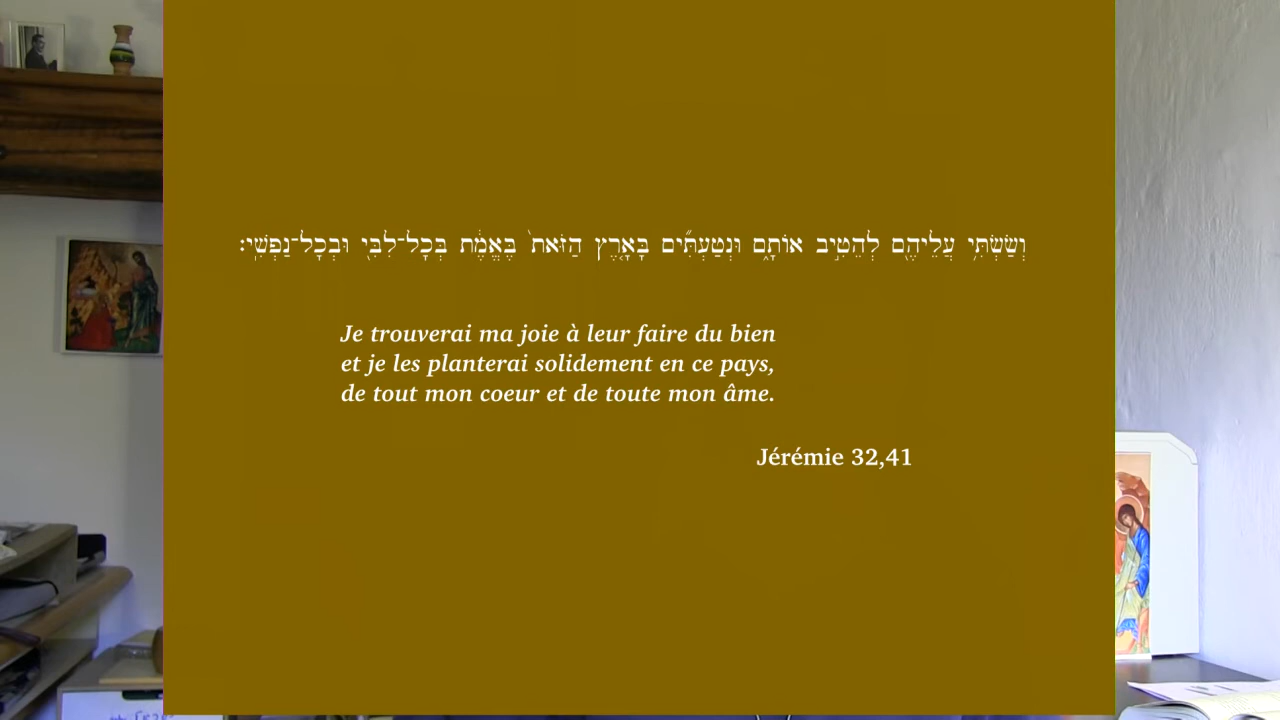 וְשַׂשְׂתִּ֥י עֲלֵיהֶ֖ם לְהֵטִ֣יב אוֹתָ֑ם וּנְטַעְתִּ֞ים בָּאָ֤רֶץ הַזֹּאת֙ בֶּאֱמֶ֔ת בְּכָל־לִבִּ֖י וּבְכָל־נַפְשִֽׁי׃
Je trouverai ma joie à leur faire du bien
et je les planterai solidement en ce pays,
de tout mon coeur et de toute mon âme.
Jérémie 32,41